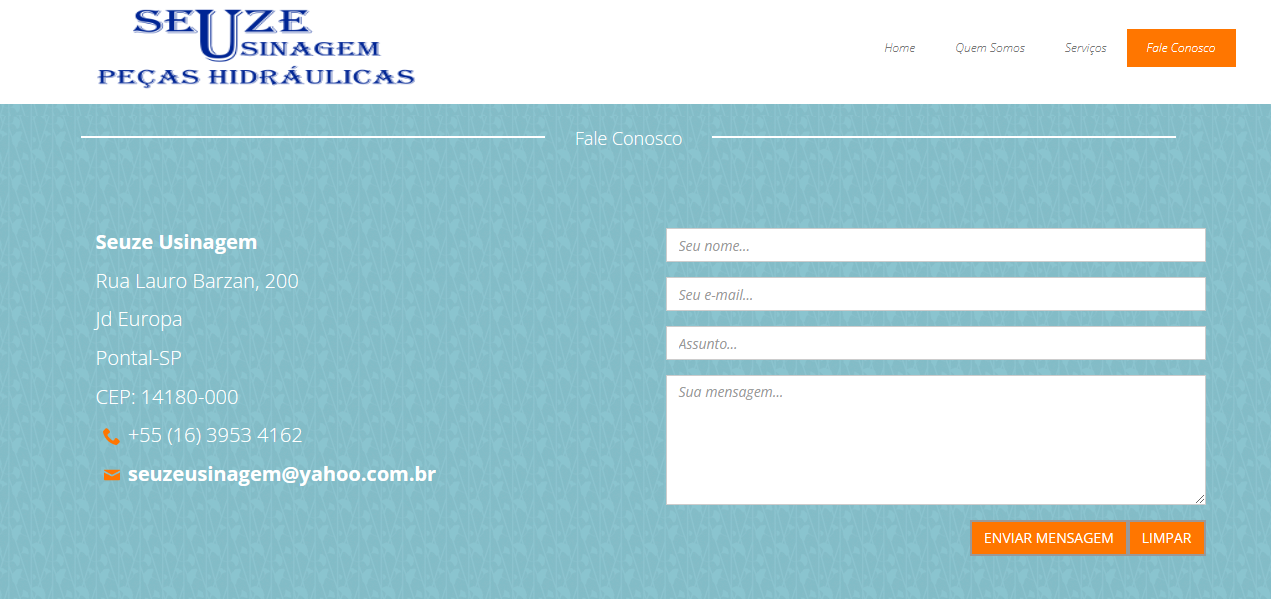 SEUZE
USINAGEM
PEÇAS HIDRÁULICAS
Home Quem Somos Serviços Fale Conosco
Fale Conosco
Seuze Usinagem
Rua Lauro Barzan, 200
Jd Europa
Pontal-SP
CEP: 14180-000
+55 (16) 3953 4162
seuzeusinagem@yahoo.com.br
Seu nome...
Seu e-mail...
Assunto...
Sua mensagem...
ENVIAR MENSAGEM LIMPAR